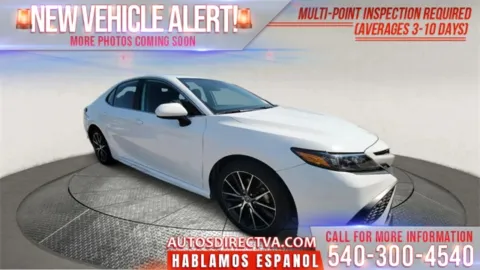 NEW VEHICLE ALERT!
MORE PHOTOS COMING SOON
MULTI-POINT INSPECTION REQUIRED
(AVERAGES 3-10 DAYS)
AUTOSDIRECTVA.COM
HABLAMOS ESPANOL
CALL FOR MORE INFORMATION
540-300-4540